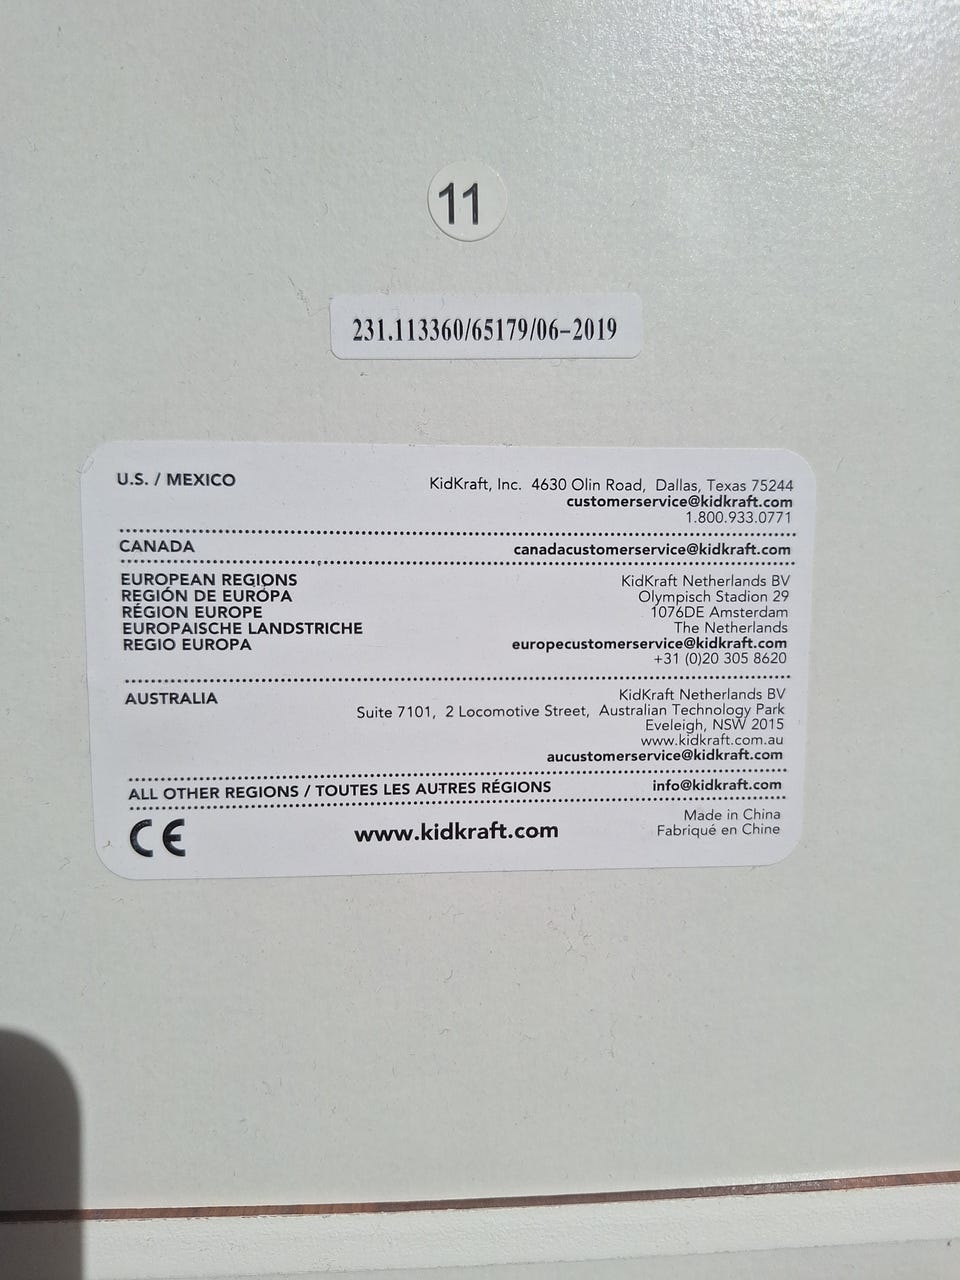 11
231.113360/65179/06-2019
U.S. / MEXICO
KidKraft, Inc. 4630 Olin Road, Dallas, Texas 75244
customerservice@kidkraft.com
1.800.933.0771
CANADA
canadacustomerservice@kidkraft.com
EUROPEAN REGIONS
REGIÓN DE EURÓPA
RÉGION EUROPE
EUROPAISCHE LANDSTRICHE
REGIO EUROPA
KidKraft Netherlands BV
Olympisch Stadion 29
1076DE Amsterdam
The Netherlands
europecustomerservice@kidkraft.com
+31 (0)20 305 8620
AUSTRALIA
KidKraft Netherlands BV
Suite 7101, 2 Locomotive Street, Australian Technology Park
Eveleigh, NSW 2015
www.kidkraft.com.au
aucustomerservice@kidkraft.com
ALL OTHER REGIONS / TOUTES LES AUTRES RÉGIONS
info@kidkraft.com
CE
www.kidkraft.com
Made in China
Fabriqué en Chine